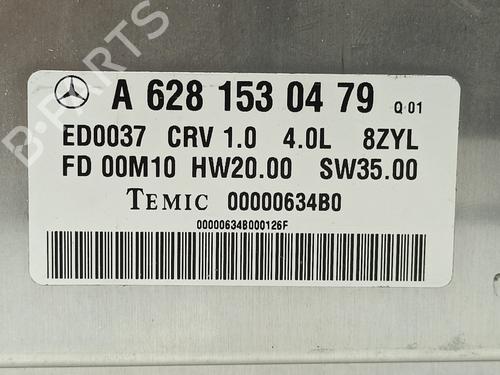 A 628 153 04 79 Q 01
ED0037 CRV 1.0 4.0L 8ZYL
FD 00M10 HW20.00 SW35.00
TEMIC 00000634B0
00000634B000126F
B-PARTS